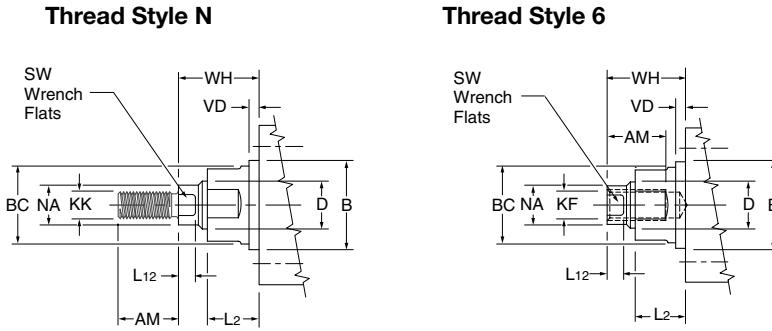 Thread Style N
SW
Wrench
Flats
WH
VD
BC
NA
KK
D
B
L12
AM
L2
Thread Style 6
SW
Wrench
Flats
WH
VD
AM
BC
NA
KF
D
B
L12
L2